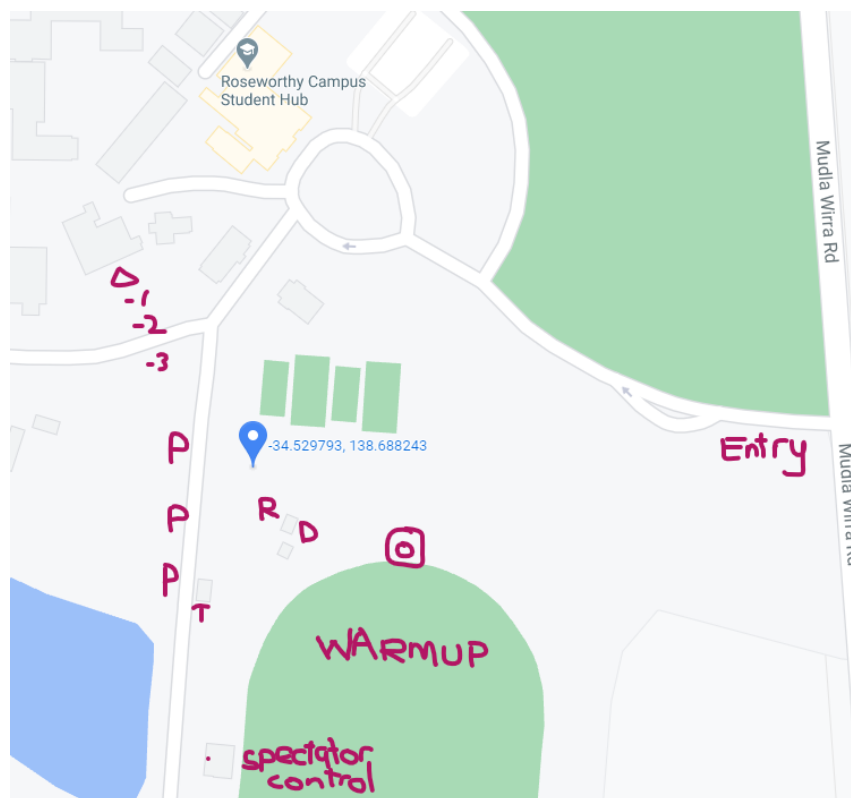 Roseworthy Campus
Student Hub
Mudla Wirra Rd
-1
-2
-3
-34.529793, 138.688243
Entry
Mudla Wirra Rd
P
P
P
R
D
T
WARMUP
spectator
control